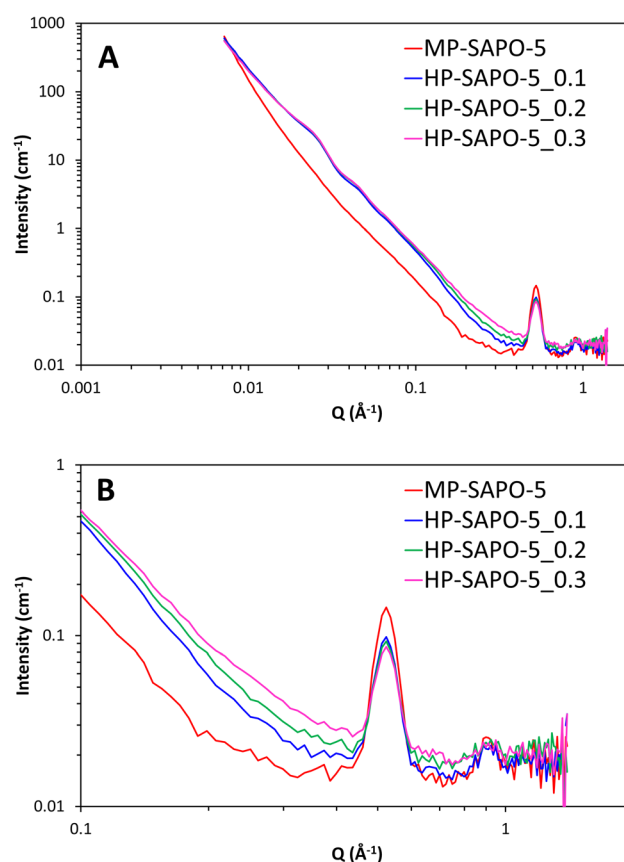 A
MP-SAPO-5
HP-SAPO-5_0.1
HP-SAPO-5_0.2
HP-SAPO-5_0.3
Intensity (cm⁻¹)
1000
100
10
1
0.1
0.01
0.001 0.01 0.1 1
Q (Å⁻¹)
B
MP-SAPO-5
HP-SAPO-5_0.1
HP-SAPO-5_0.2
HP-SAPO-5_0.3
Intensity (cm⁻¹)
1
0.1
0.01
0.1 1
Q (Å⁻¹)